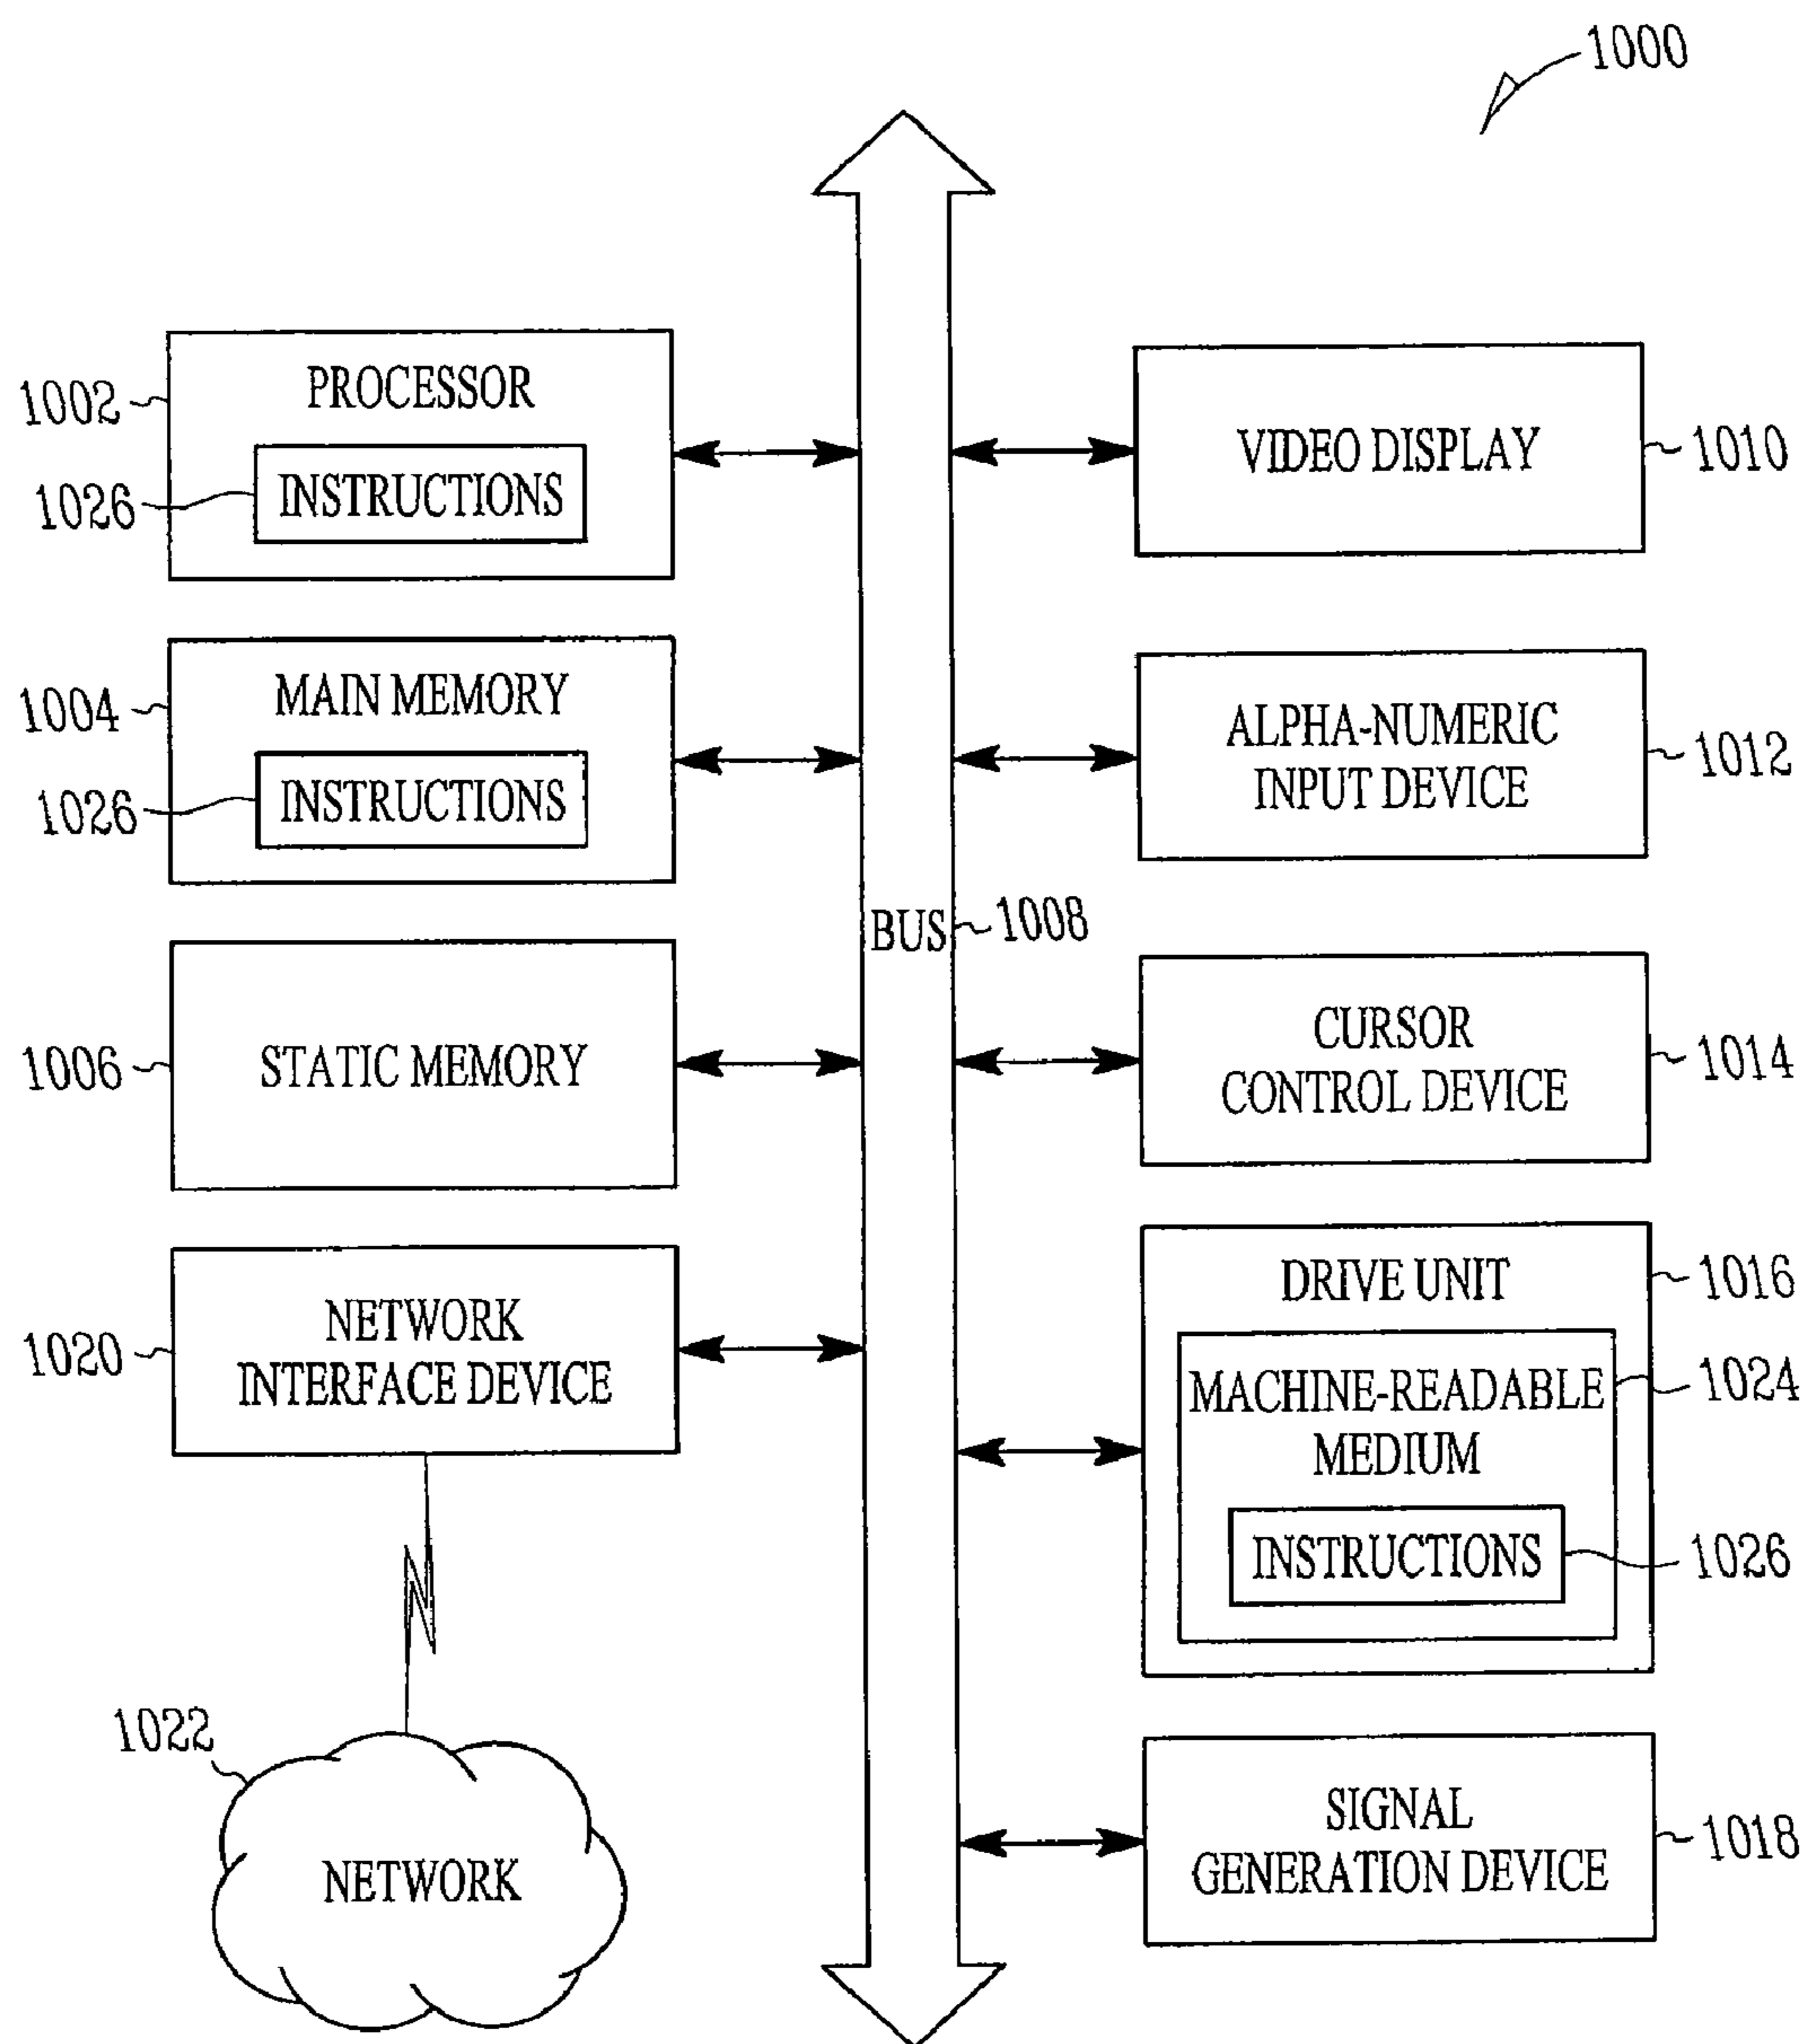 1000
PROCESSOR
1002
INSTRUCTIONS
1026
MAIN MEMORY
1004
INSTRUCTIONS
1026
STATIC MEMORY
1006
NETWORK
INTERFACE DEVICE
1020
1022
NETWORK
BUS
1008
VIDEO DISPLAY
1010
ALPHA-NUMERIC
INPUT DEVICE
1012
CURSOR
CONTROL DEVICE
1014
DRIVE UNIT
1016
MACHINE-READABLE
MEDIUM
1024
INSTRUCTIONS
1026
SIGNAL
GENERATION DEVICE
1018